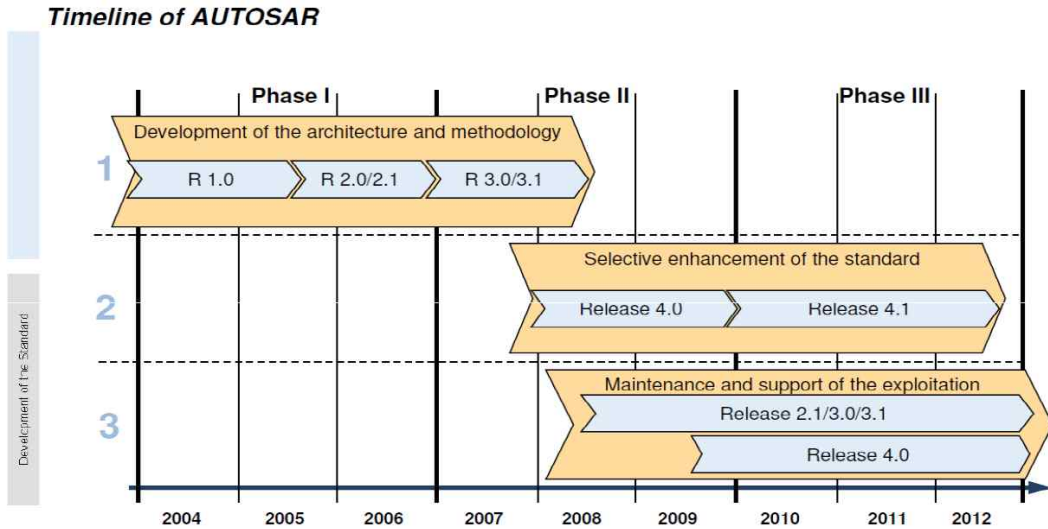 Timeline of AUTOSAR
Phase I
Phase II
Phase III
1
Development of the architecture and methodology
R 1.0
R 2.0/2.1
R 3.0/3.1
2
Selective enhancement of the standard
Release 4.0
Release 4.1
3
Maintenance and support of the exploitation
Release 2.1/3.0/3.1
Release 4.0
Development of the Standard
2004
2005
2006
2007
2008
2009
2010
2011
2012